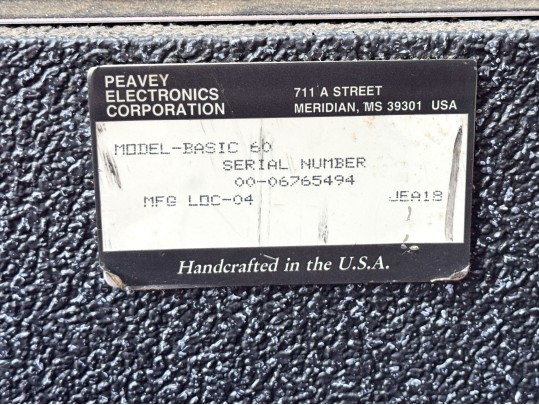 PEAVEY
ELECTRONICS
CORPORATION
711 A STREET
MERIDIAN, MS 39301 USA
MODEL-BASIC 60
SERIAL NUMBER
00-06765494
MFG LOC-04 JEA18
Handcrafted in the U.S.A.